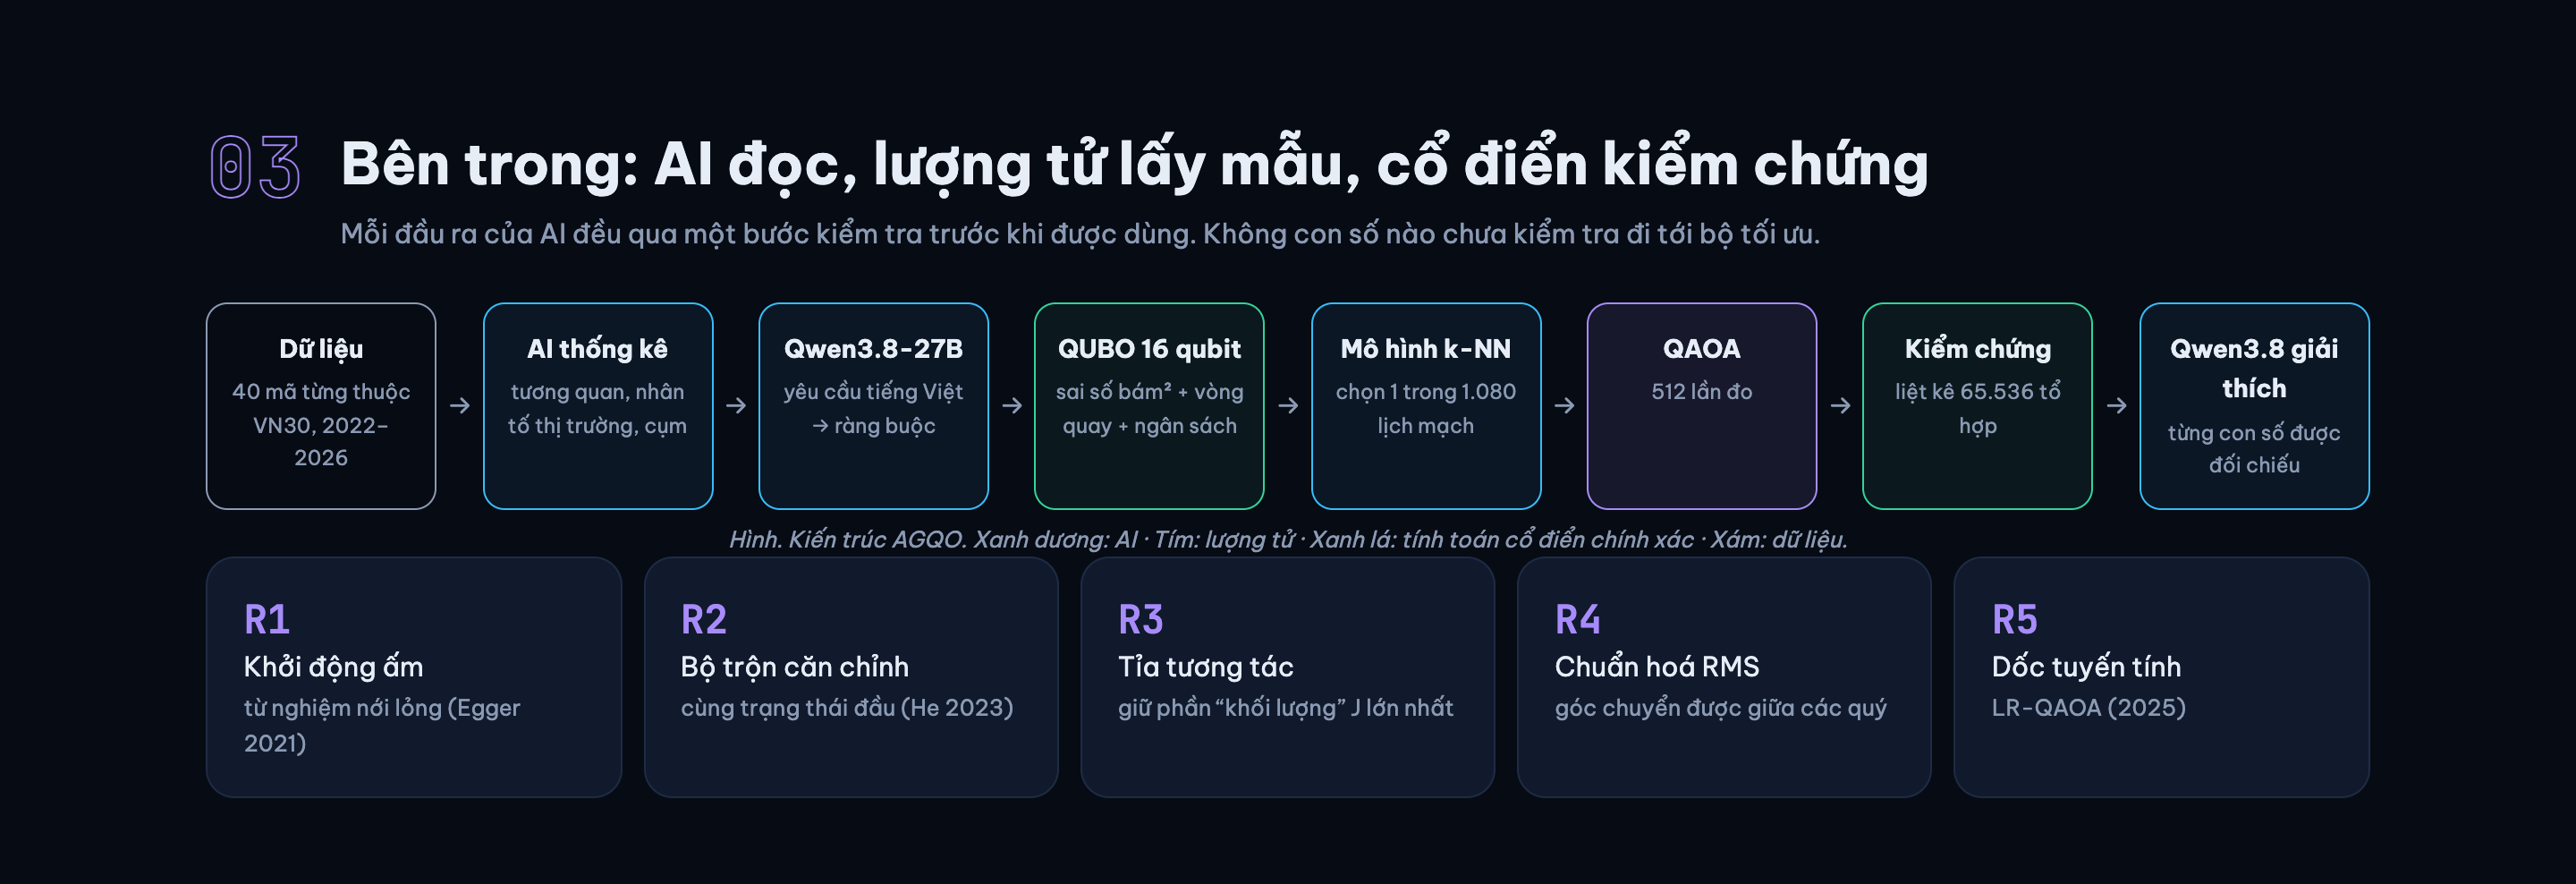 03 Bên trong: AI đọc, lượng tử lấy mẫu, cổ điển kiểm chứng
Mỗi đầu ra của AI đều qua một bước kiểm tra trước khi được dùng. Không con số nào chưa kiểm tra đi tới bộ tối ưu.
Dữ liệu
40 mã từng thuộc
VN30, 2022–
2026
→
AI thống kê
tương quan, nhân
tố thị trường, cụm
→
Qwen3.8-27B
yêu cầu tiếng Việt
→ ràng buộc
→
QUBO 16 qubit
sai số bám² + vòng
quay + ngân sách
→
Mô hình k-NN
chọn 1 trong 1.080
lịch mạch
→
QAOA
512 lần đo
→
Kiểm chứng
liệt kê 65.536 tổ
hợp
→
Qwen3.8 giải
thích
từng con số được
đối chiếu
Hình. Kiến trúc AGQO. Xanh dương: AI · Tím: lượng tử · Xanh lá: tính toán cổ điển chính xác · Xám: dữ liệu.
R1
Khởi động ấm
từ nghiệm nới lỏng (Egger
2021)
R2
Bộ trộn căn chỉnh
cùng trạng thái đầu (He 2023)
R3
Tỉa tương tác
giữ phần “khối lượng” J lớn nhất
R4
Chuẩn hoá RMS
góc chuyển được giữa các quý
R5
Dốc tuyến tính
LR-QAOA (2025)